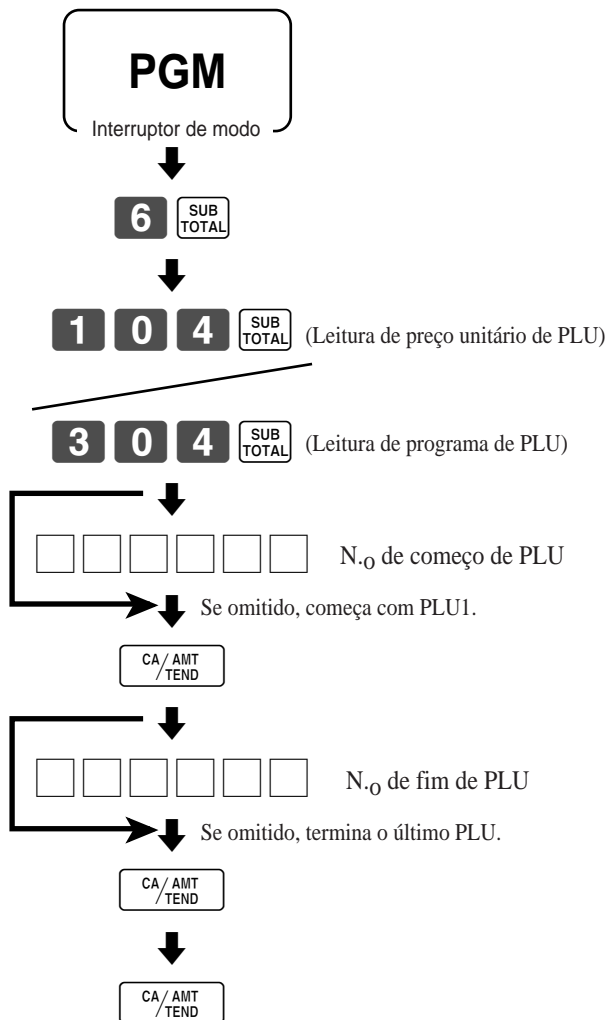 PGM
Interruptor de modo
6 SUB TOTAL
1 0 4 SUB TOTAL (Leitura de preço unitário de PLU)
3 0 4 SUB TOTAL (Leitura de programa de PLU)
N.o de começo de PLU
Se omitido, começa com PLU1.
CA/AMT TEND
N.o de fim de PLU
Se omitido, termina o último PLU.
CA/AMT TEND
CA/AMT TEND